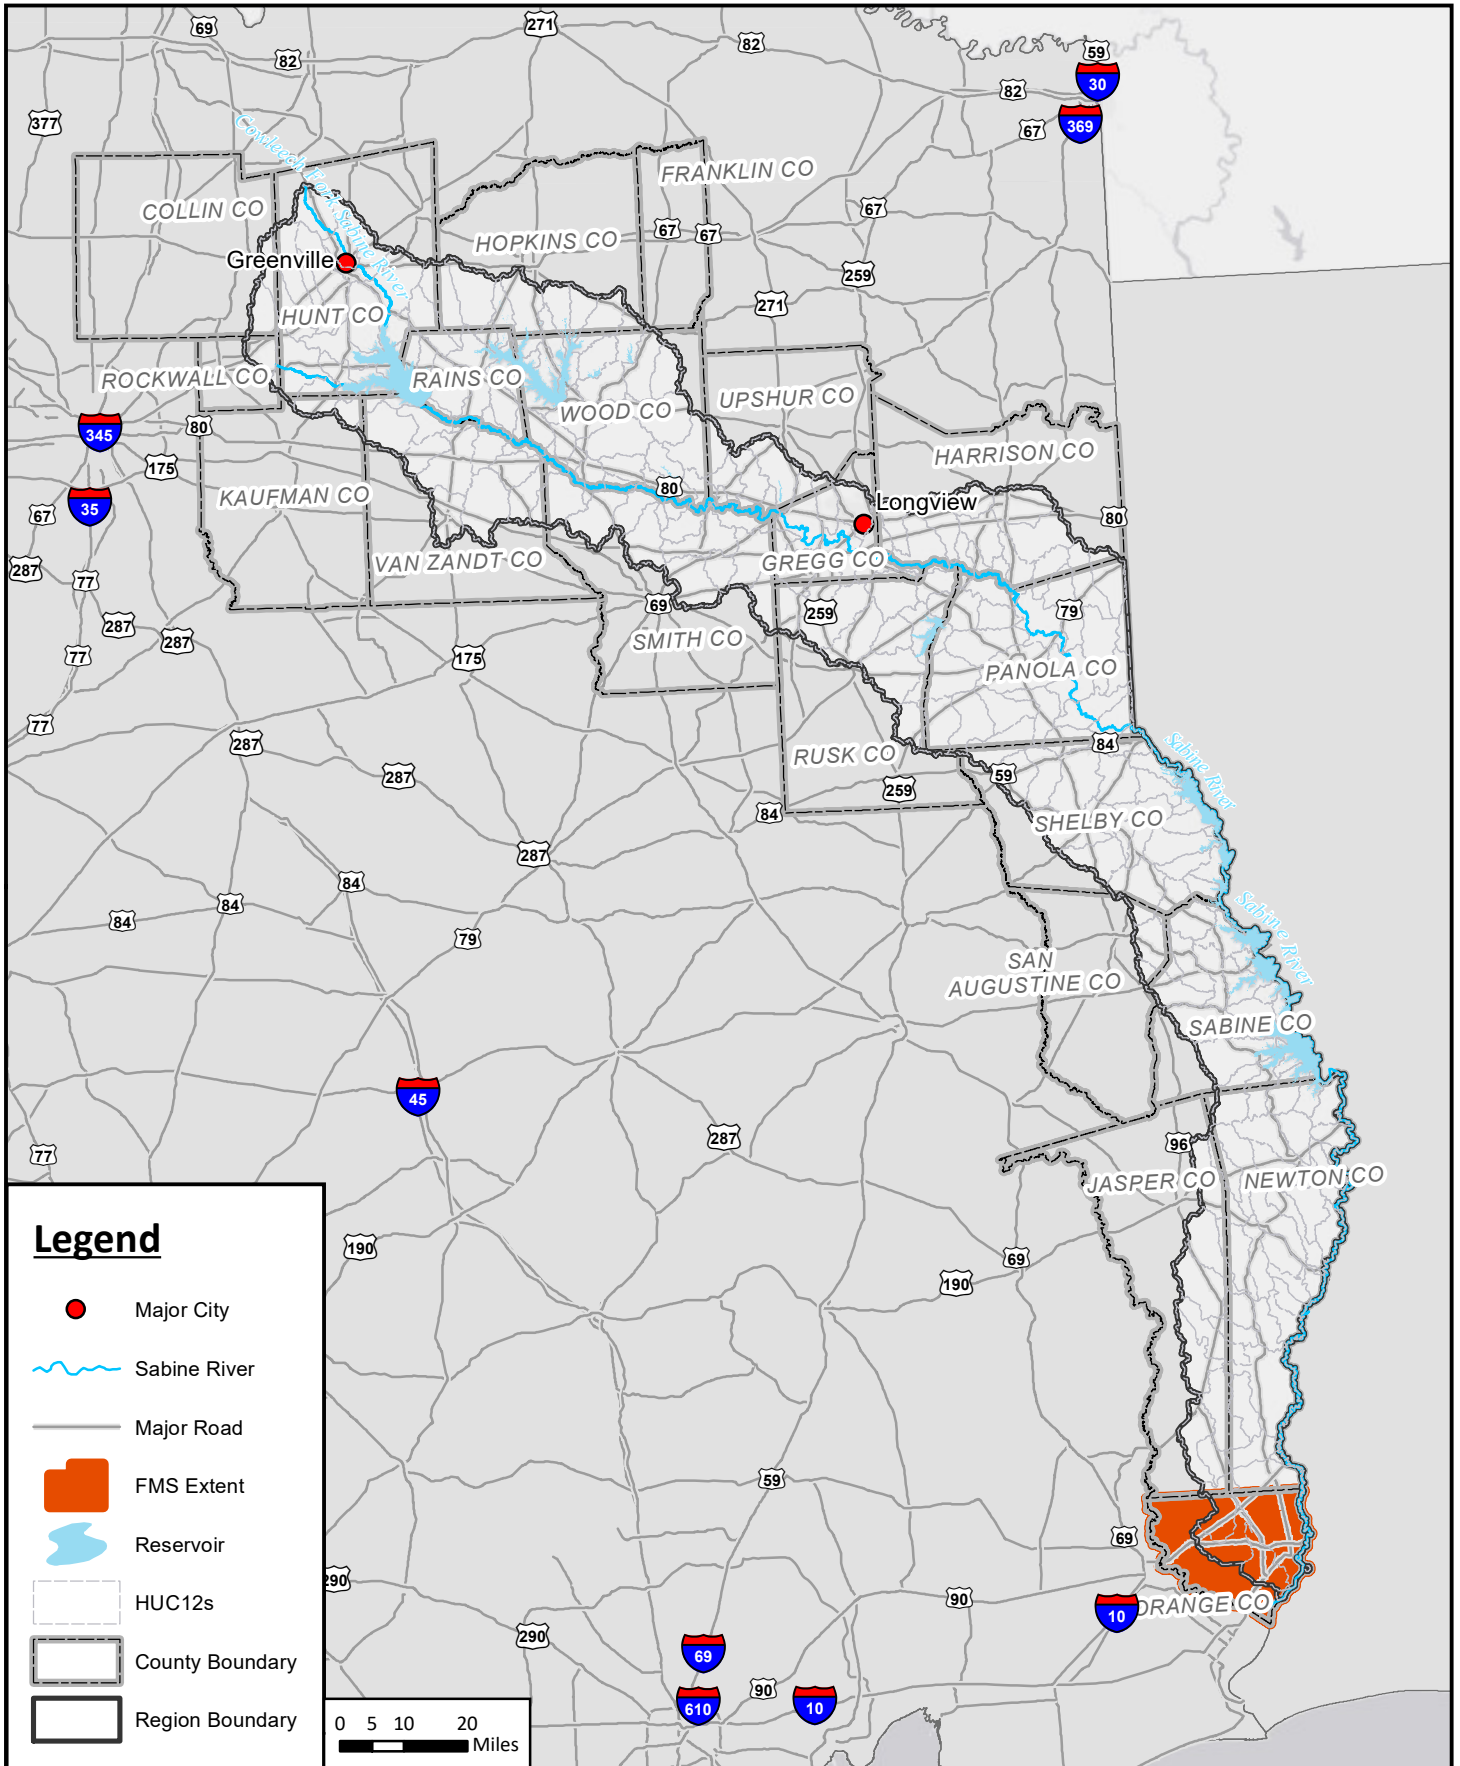 69
271
82
82
59
30
82
369
67
377
Cowleech Fork Sabine River
FRANKLIN CO
COLLIN CO
67
HOPKINS CO
67
67
Greenville
259
271
HUNT CO
ROCKWALL CO
RAINS CO
UPSHUR CO
WOOD CO
345
80
HARRISON CO
175
KAUFMAN CO
80
Longview
35
67
80
VAN ZANDT CO
GREGG CO
287
77
69
259
79
287
287
SMITH CO
77
175
PANOLA CO
77
287
84
Sabine River
RUSK CO
287
59
259
84
SHELBY CO
287
84
84
84
Sabine River
79
SAN
AUGUSTINE CO
SABINE CO
45
287
96
77
JASPER CO
NEWTON CO
Legend
190
69
190
Major City
Sabine River
Major Road
59
FMS Extent
69
Reservoir
290
HUC12s
90
10
ORANGE CO
290
69
County Boundary
90
610
10
Region Boundary
0 5 10 20
Miles